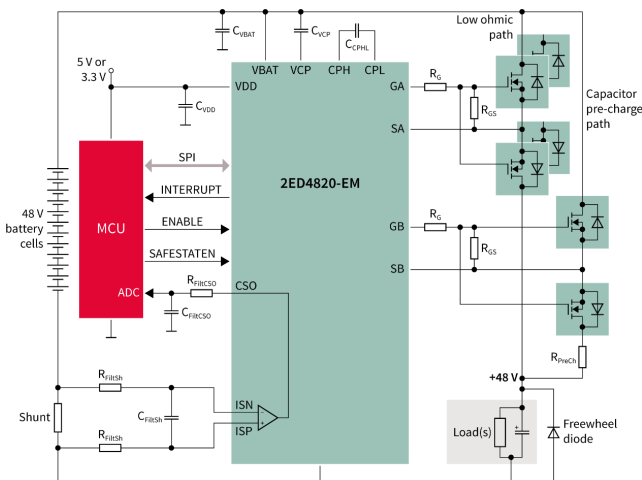 C_VBAT
C_VCP
C_CPHL
Low ohmic
path
5 V or
3.3 V
VBAT
VCP
CPH
CPL
VDD
C_VDD
GA
R_G
R_GS
SA
Capacitor
pre-charge
path
SPI
2ED4820-EM
INTERRUPT
48 V
battery
cells
MCU
ENABLE
GB
R_G
R_GS
SAFESTATEN
SB
ADC
R_FiltCSO
CSO
C_FiltCSO
R_PreCh
+48 V
R_FiltSh
ISN
Shunt
C_FiltSh
ISP
R_FiltSh
Load(s)
Freewheel
diode